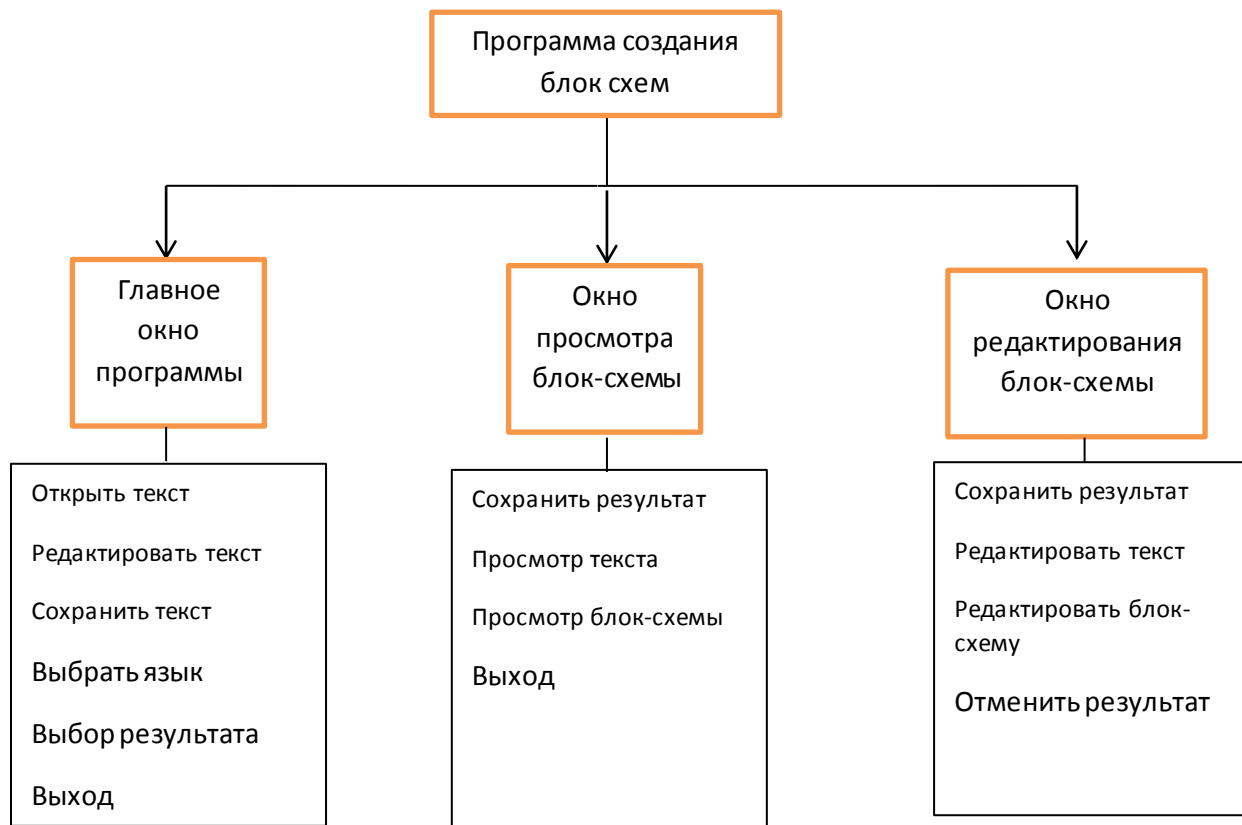 Программа создания
блок схем
Главное
окно
программы
Окно
просмотра
блок-схемы
Окно
редактирования
блок-схемы
Открыть текст
Редактировать текст
Сохранить текст
Выбрать язык
Выбор результата
Выход
Сохранить результат
Просмотр текста
Просмотр блок-схемы
Выход
Сохранить результат
Редактировать текст
Редактировать блок-
схему
Отменить результат